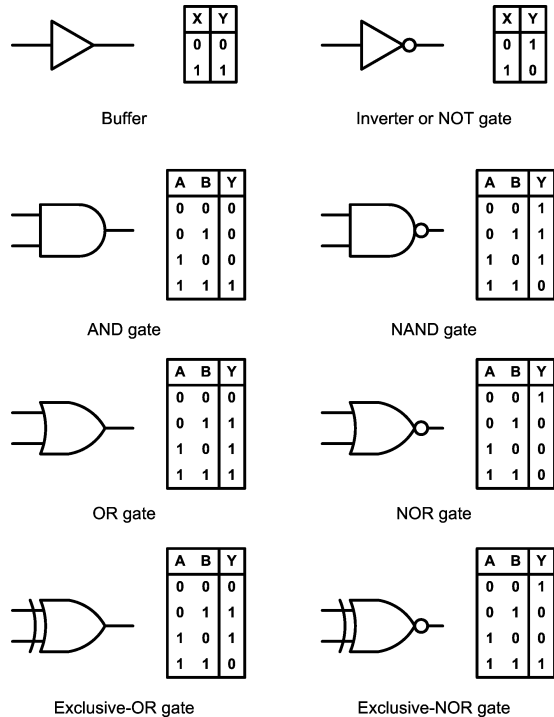 X Y
0 0
1 1
X Y
0 1
1 0
Buffer
Inverter or NOT gate
A B Y
0 0 0
0 1 0
1 0 0
1 1 1
A B Y
0 0 1
0 1 1
1 0 1
1 1 0
AND gate
NAND gate
A B Y
0 0 0
0 1 1
1 0 1
1 1 1
A B Y
0 0 1
0 1 0
1 0 0
1 1 0
OR gate
NOR gate
A B Y
0 0 0
0 1 1
1 0 1
1 1 0
A B Y
0 0 1
0 1 0
1 0 0
1 1 1
Exclusive-OR gate
Exclusive-NOR gate